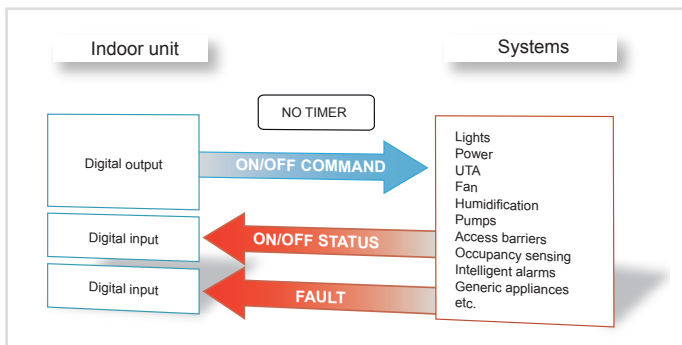 Indoor unit
Systems
NO TIMER
Digital output
ON/OFF COMMAND
Digital input
ON/OFF STATUS
Digital input
FAULT
Lights
Power
UTA
Fan
Humidification
Pumps
Access barriers
Occupancy sensing
Intelligent alarms
Generic appliances
etc.